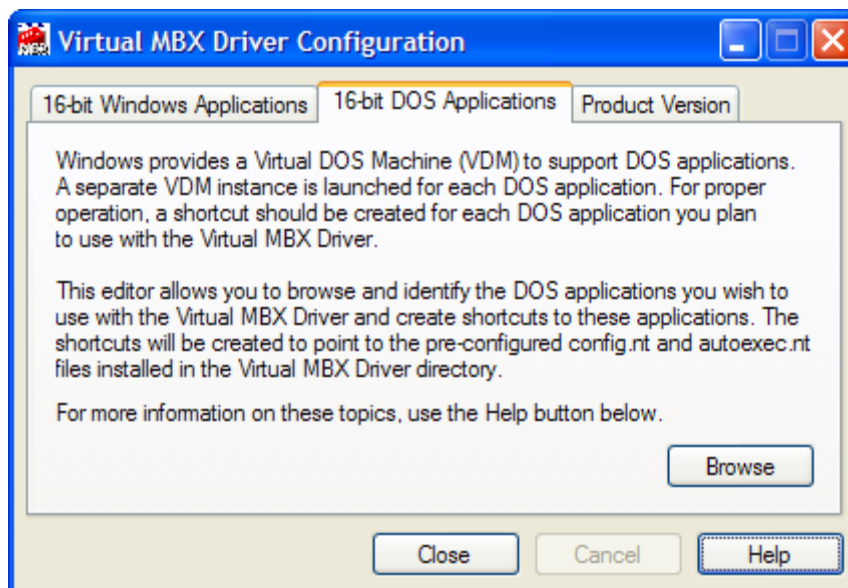 Virtual MBX Driver Configuration
16-bit Windows Applications 16-bit DOS Applications Product Version
Windows provides a Virtual DOS Machine (VDM) to support DOS applications.
A separate VDM instance is launched for each DOS application. For proper
operation, a shortcut should be created for each DOS application you plan
to use with the Virtual MBX Driver.
This editor allows you to browse and identify the DOS applications you wish to
use with the Virtual MBX Driver and create shortcuts to these applications. The
shortcuts will be created to point to the pre-configured config.nt and autoexec.nt
files installed in the Virtual MBX Driver directory.
For more information on these topics, use the Help button below.
Browse
Close Cancel Help